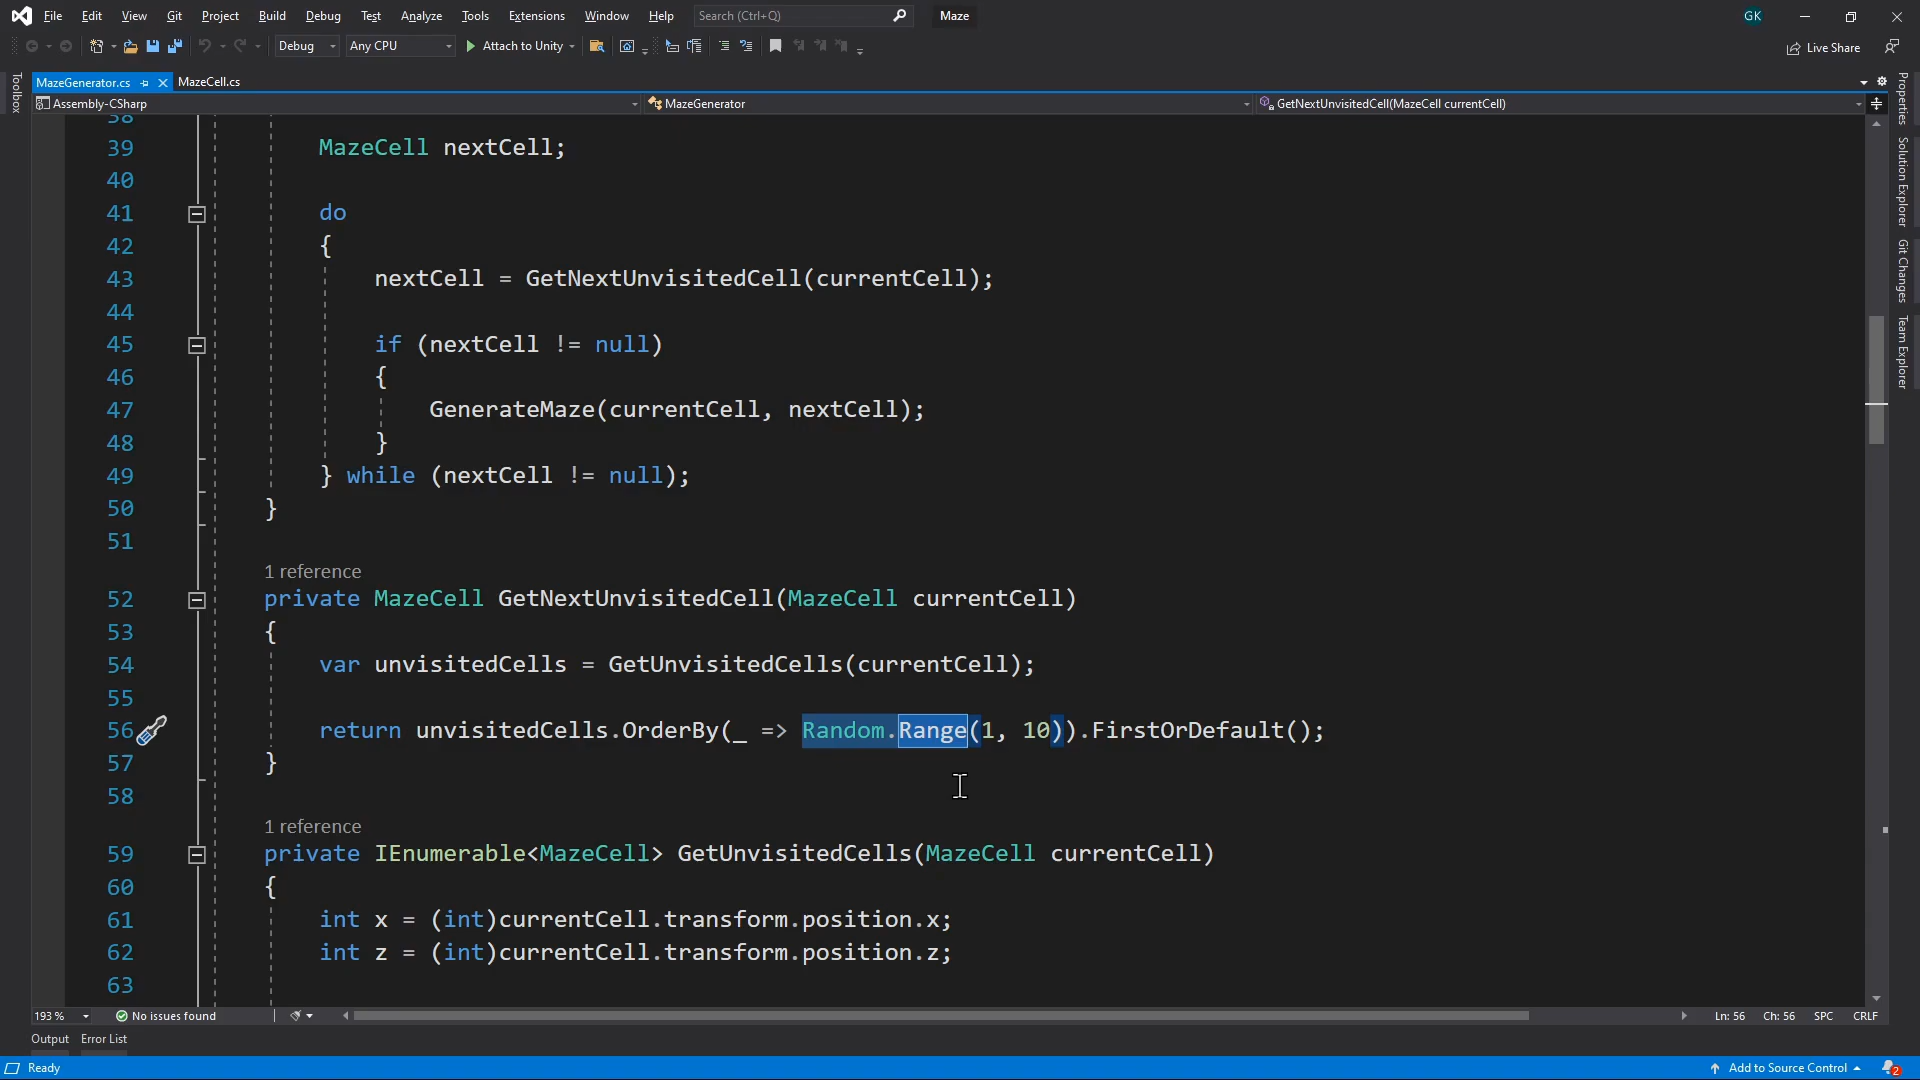 File Edit View Git Project Build Debug Test Analyze Tools Extensions Window Help Search (Ctrl+Q) Maze GK
Debug Any CPU Attach to Unity Live Share
MazeGenerator.cs MazeCell.cs
Assembly-CSharp MazeGenerator GetNextUnvisitedCell(MazeCell currentCell)
Toolbox
Properties
Solution Explorer
Git Changes
Team Explorer
38
39 MazeCell nextCell;
40
41 do
42 {
43 nextCell = GetNextUnvisitedCell(currentCell);
44
45 if (nextCell != null)
46 {
47 GenerateMaze(currentCell, nextCell);
48 }
49 } while (nextCell != null);
50 }
51
1 reference
52 private MazeCell GetNextUnvisitedCell(MazeCell currentCell)
53 {
54 var unvisitedCells = GetUnvisitedCells(currentCell);
55
56 return unvisitedCells.OrderBy(_ => Random.Range(1, 10)).FirstOrDefault();
57 }
58
1 reference
59 private IEnumerable<MazeCell> GetUnvisitedCells(MazeCell currentCell)
60 {
61 int x = (int)currentCell.transform.position.x;
62 int z = (int)currentCell.transform.position.z;
63
193 % No issues found Ln: 56 Ch: 56 SPC CRLF
Output Error List
Ready Add to Source Control 2